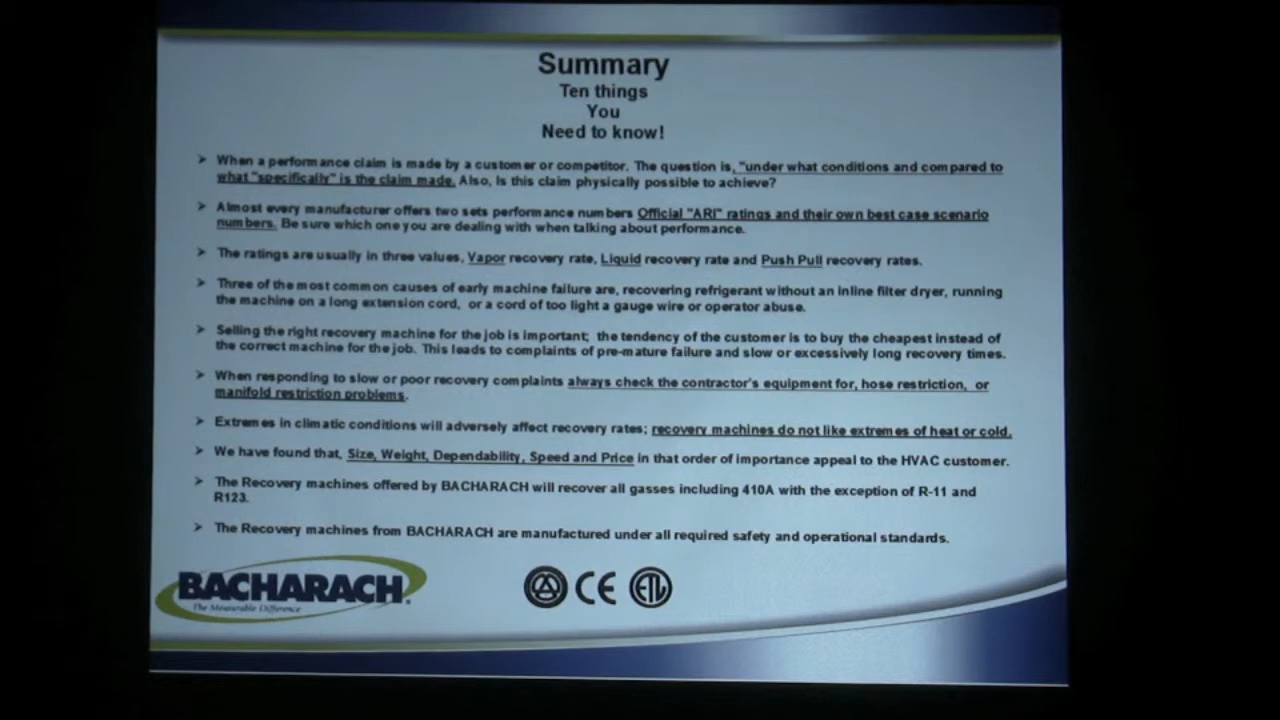 Summary
Ten things
You
Need to know!
➤ When a performance claim is made by a customer or competitor. The question is, "under what conditions and compared to
what "specifically" is the claim made. Also, Is this claim physically possible to achieve?
➤ Almost every manufacturer offers two sets performance numbers Official "ARI" ratings and their own best case scenario
numbers. Be sure which one you are dealing with when talking about performance.
➤ The ratings are usually in three values, Vapor recovery rate, Liquid recovery rate and Push Pull recovery rates.
➤ Three of the most common causes of early machine failure are, recovering refrigerant without an inline filter dryer, running
the machine on a long extension cord, or a cord of too light a gauge wire or operator abuse.
➤ Selling the right recovery machine for the job is important; the tendency of the customer is to buy the cheapest instead of
the correct machine for the job. This leads to complaints of pre-mature failure and slow or excessively long recovery times.
➤ When responding to slow or poor recovery complaints always check the contractor's equipment for, hose restriction, or
manifold restriction problems.
➤ Extremes in climatic conditions will adversely affect recovery rates; recovery machines do not like extremes of heat or cold.
➤ We have found that, Size, Weight, Dependability, Speed and Price in that order of importance appeal to the HVAC customer.
➤ The Recovery machines offered by BACHARACH will recover all gasses including 410A with the exception of R-11 and
R123.
➤ The Recovery machines from BACHARACH are manufactured under all required safety and operational standards.
BACHARACH®
The Measurable Difference
CE ETL